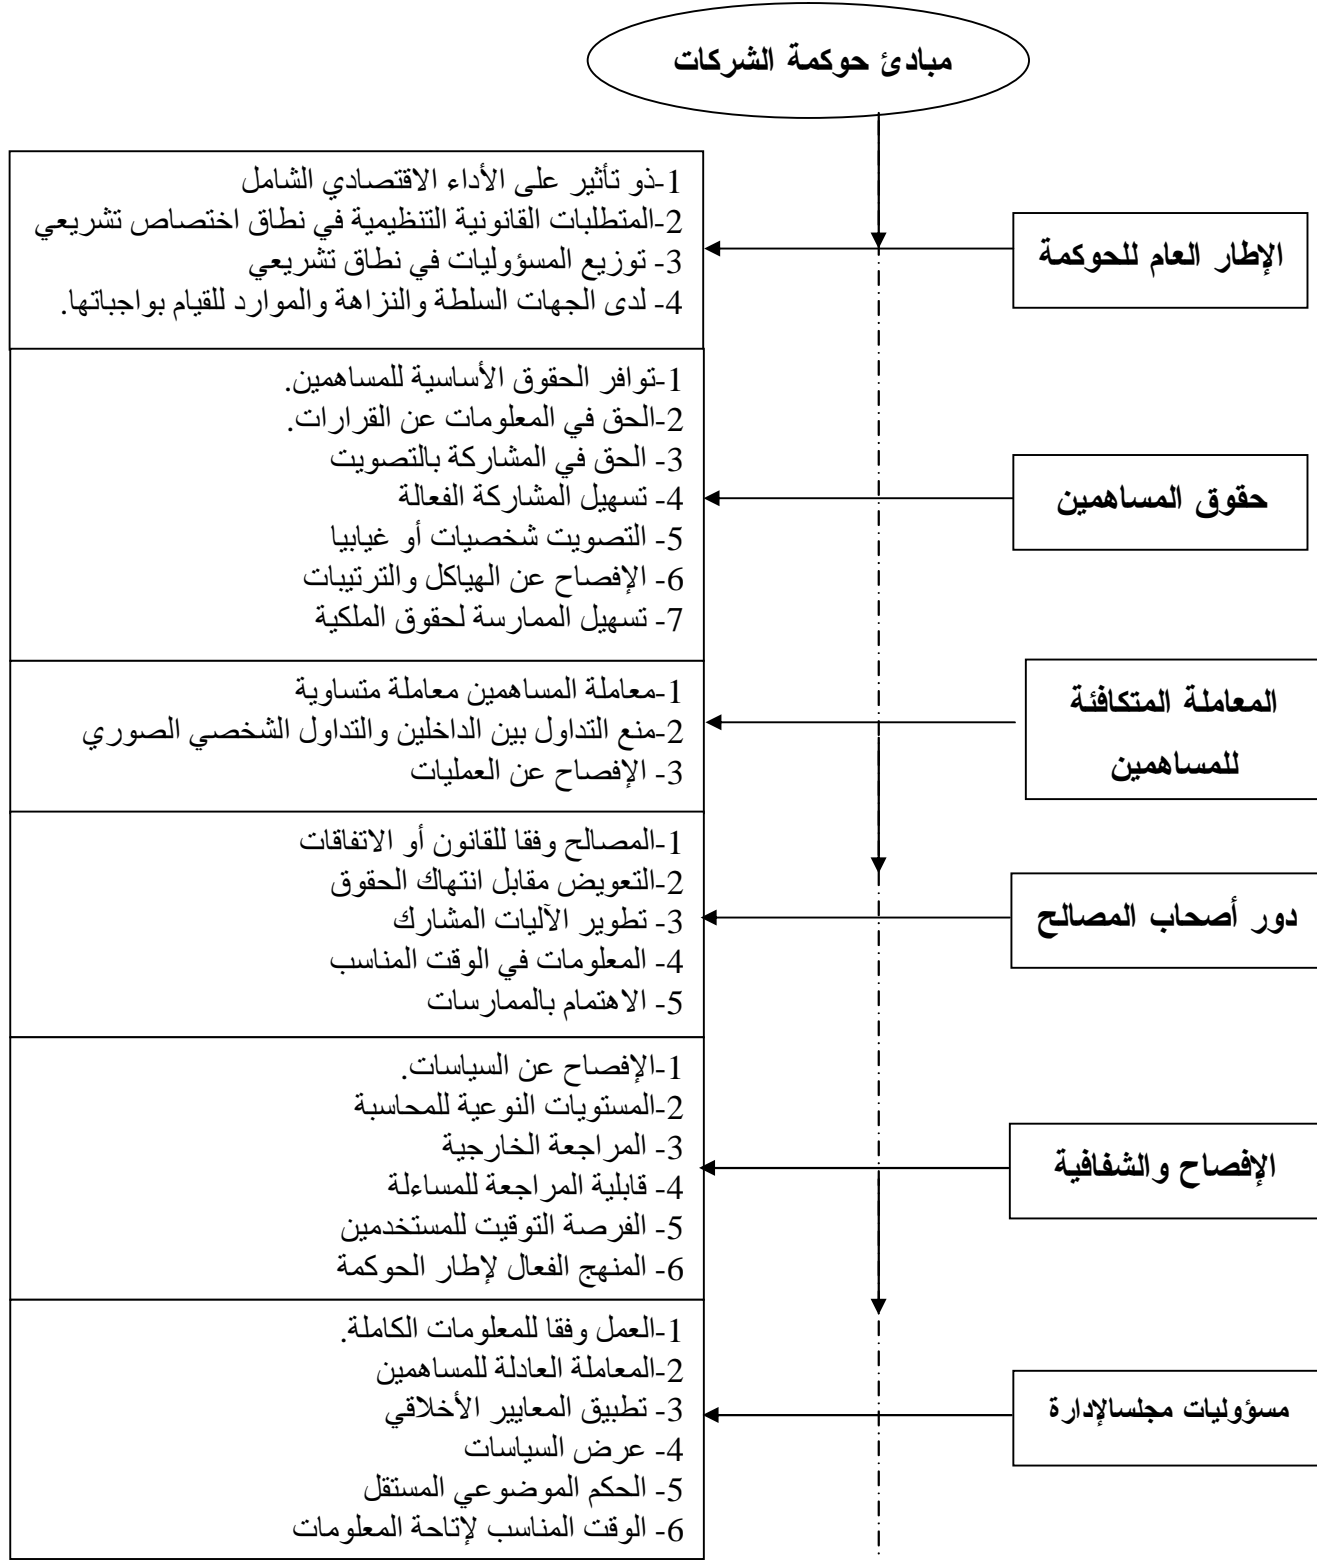 مبادئ حوكمة الشركات
الإطار العام للحوكمة
1-ذو تأثير على الأداء الاقتصادي الشامل
2-المتطلبات القانونية التنظيمية في نطاق اختصاص تشريعي
3- توزيع المسؤوليات في نطاق تشريعي
4- لدى الجهات السلطة والنزاهة والموارد للقيام بواجباتها.
حقوق المساهمين
1-توافر الحقوق الأساسية للمساهمين.
2-الحق في المعلومات عن القرارات.
3- الحق في المشاركة بالتصويت
4- تسهيل المشاركة الفعالة
5- التصويت شخصيات أو غيابيا
6- الإفصاح عن الهياكل والترتيبات
7- تسهيل الممارسة لحقوق الملكية
المعاملة المتكافئة
للمساهمين
1-معاملة المساهمين معاملة متساوية
2-منع التداول بين الداخلين والتداول الشخصي الصوري
3- الإفصاح عن العمليات
دور أصحاب المصالح
1-المصالح وفقا للقانون أو الاتفاقات
2-التعويض مقابل انتهاك الحقوق
3- تطوير الآليات المشارك
4- المعلومات في الوقت المناسب
5- الاهتمام بالممارسات
الإفصاح والشفافية
1-الإفصاح عن السياسات.
2-المستويات النوعية للمحاسبة
3- المراجعة الخارجية
4- قابلية المراجعة للمساءلة
5- الفرصة التوقيت للمستخدمين
6- المنهج الفعال لإطار الحوكمة
مسؤوليات مجلسالإدارة
1-العمل وفقا للمعلومات الكاملة.
2-المعاملة العادلة للمساهمين
3- تطبيق المعايير الأخلاقي
4- عرض السياسات
5- الحكم الموضوعي المستقل
6- الوقت المناسب لإتاحة المعلومات